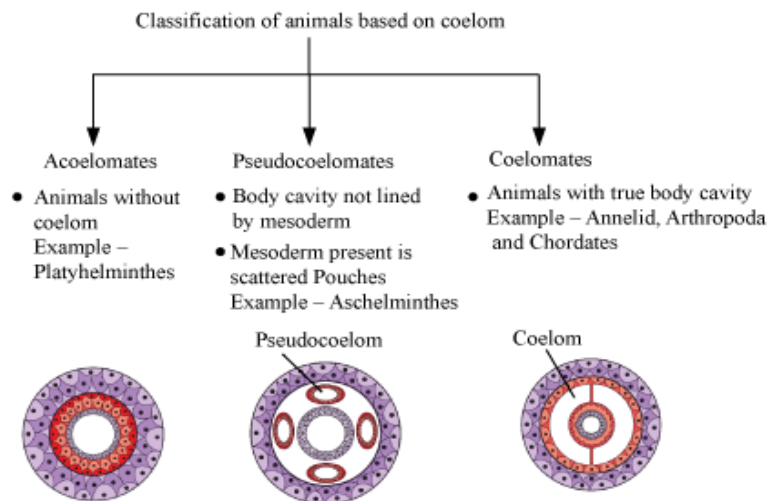 Classification of animals based on coelom
Acoelomates
• Animals without
coelom
Example –
Platyhelminthes
Pseudocoelomates
• Body cavity not lined
by mesoderm
• Mesoderm present is
scattered Pouches
Example – Aschelminthes
Coelomates
• Animals with true body cavity
Example – Annelid, Arthropoda
and Chordates
Pseudocoelom
Coelom